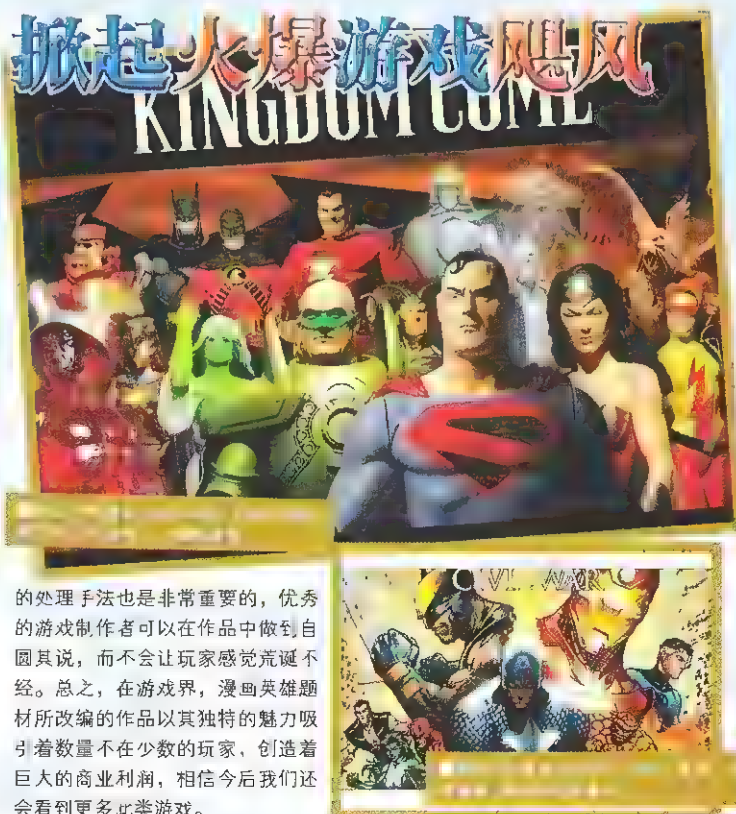 掀起火爆游戏飓风
KINGDOM COME
CIVIL WAR
的处理手法也是非常重要的，优秀
的游戏制作者可以在作品中做到自
圆其说，而不会让玩家感觉荒诞不
经。总之，在游戏界，漫画英雄题
材所改编的作品以其独特的魅力吸
引着数量不在少数的玩家，创造着
巨大的商业利润，相信今后我们还
会看到更多此类游戏。